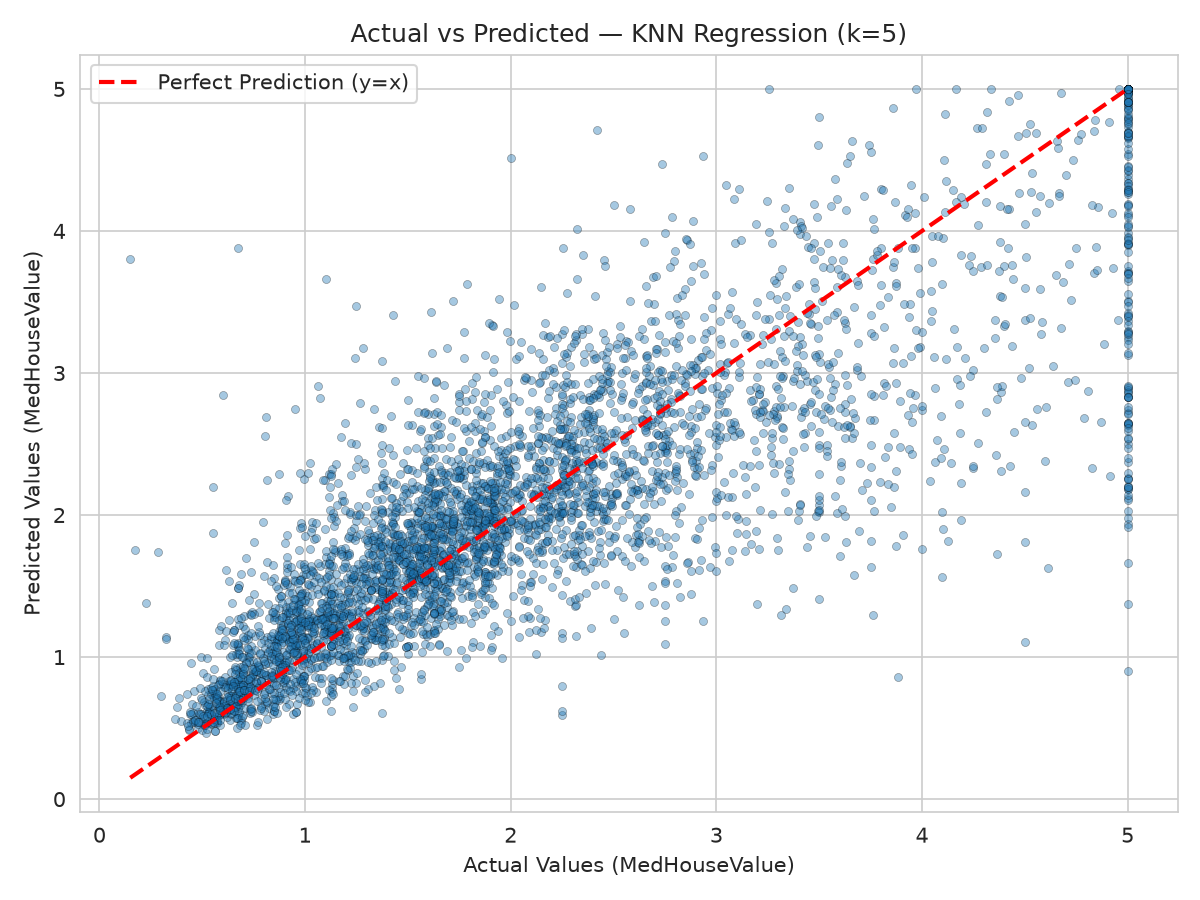 Actual vs Predicted — KNN Regression (k=5)
Perfect Prediction (y=x)
Predicted Values (MedHouseValue)
5
4
3
2
1
0
0 1 2 3 4 5
Actual Values (MedHouseValue)